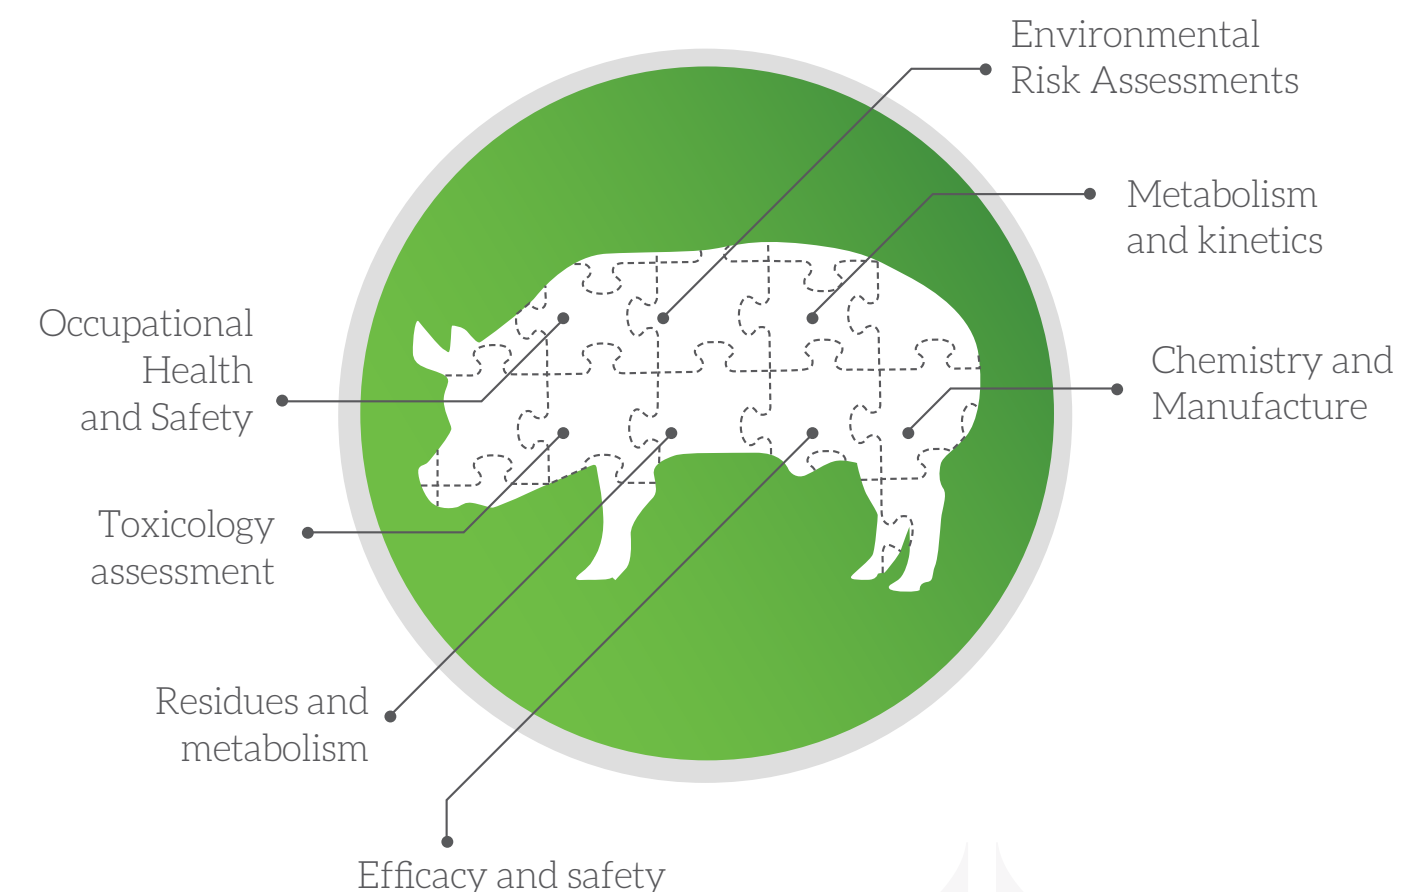 Environmental
Risk Assessments
Metabolism
and kinetics
Occupational
Health
and Safety
Chemistry and
Manufacture
Toxicology
assessment
Residues and
metabolism
Efficacy and safety